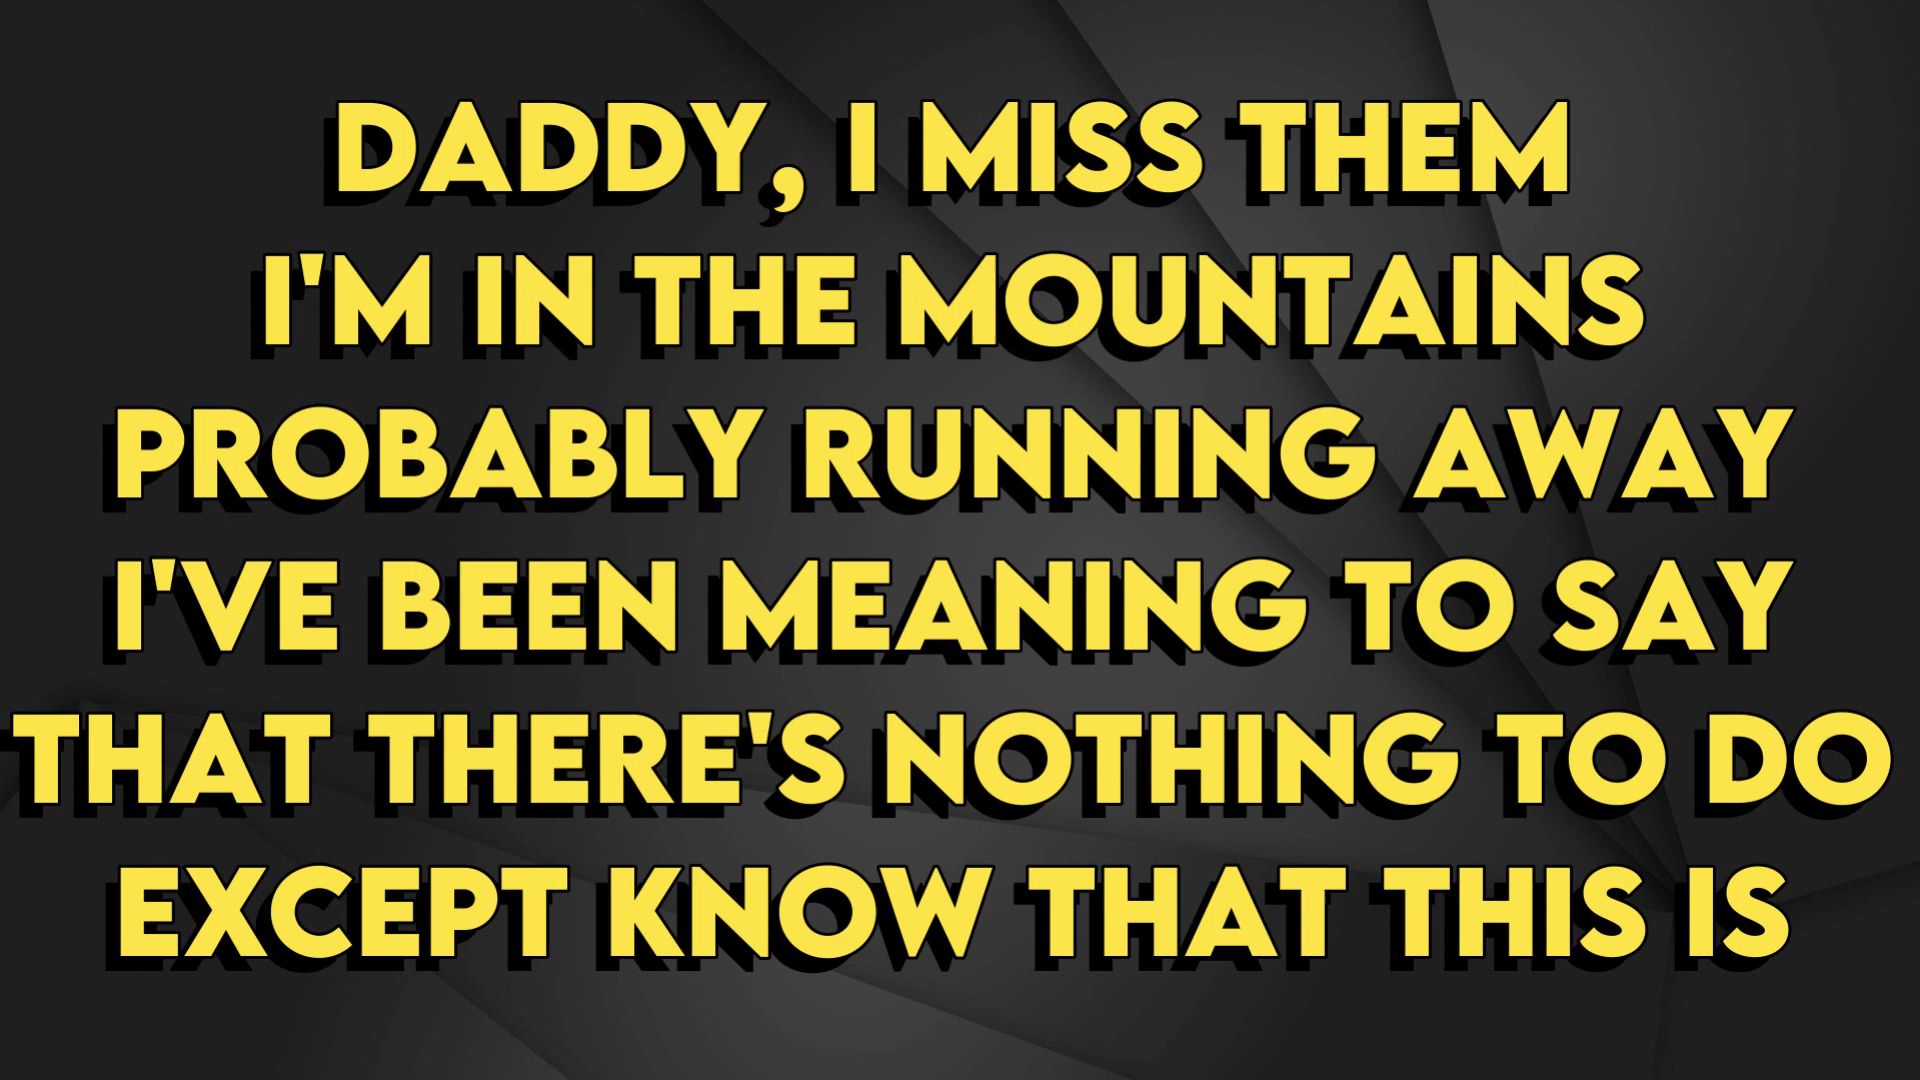 DADDY, I MISS THEM
I'M IN THE MOUNTAINS
PROBABLY RUNNING AWAY
I'VE BEEN MEANING TO SAY
THAT THERE'S NOTHING TO DO
EXCEPT KNOW THAT THIS IS